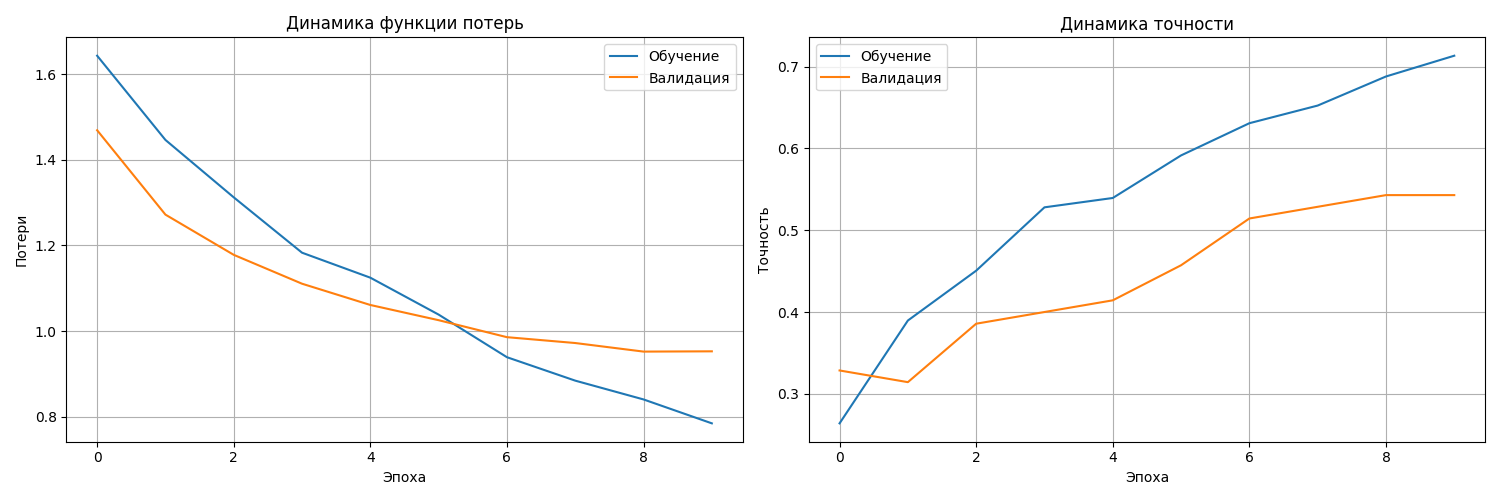 Динамика функции потерь
Обучение
Валидация
1.6
1.4
1.2
1.0
0.8
Потери
0
2
4
6
8
Эпоха
Динамика точности
Обучение
Валидация
0.7
0.6
0.5
0.4
0.3
Точность
0
2
4
6
8
Эпоха